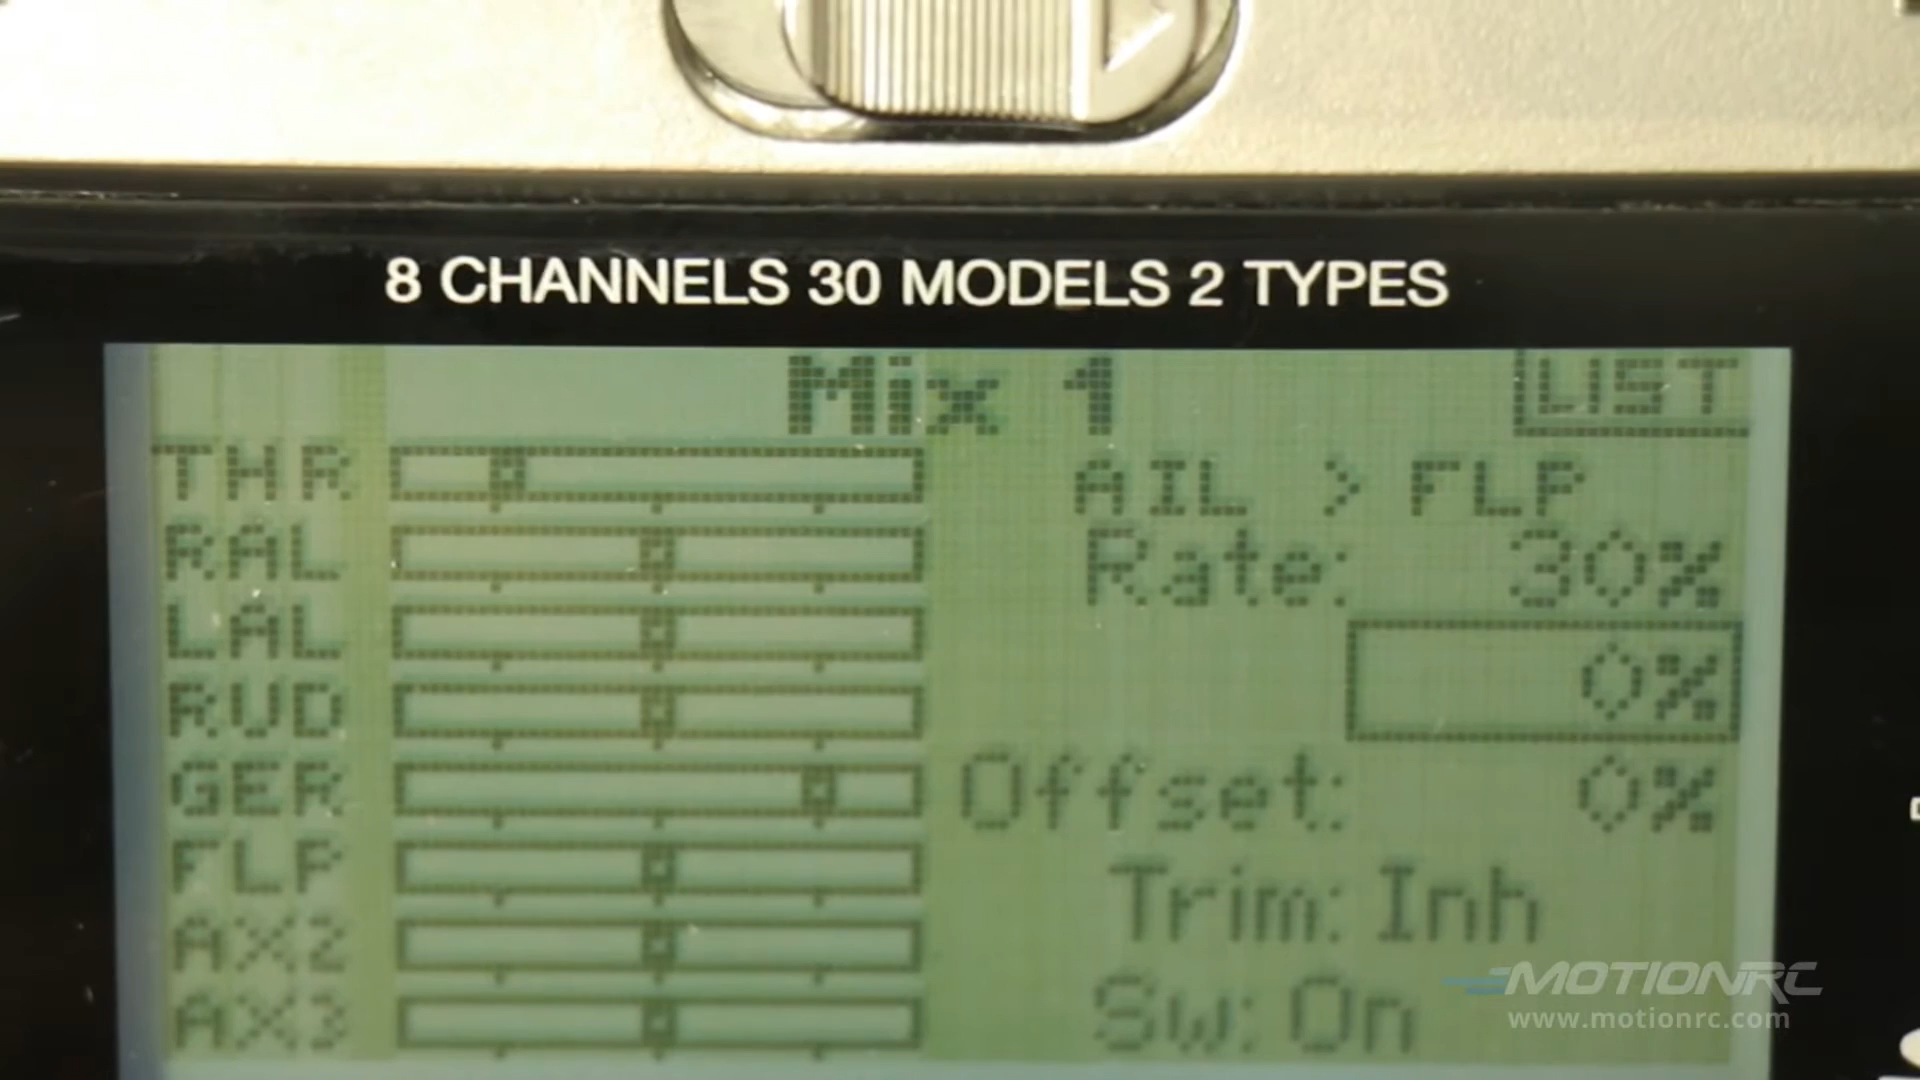 8 CHANNELS 30 MODELS 2 TYPES
Mix 1
LIST
THR
AIL > FLP
RAL
Rate: 30%
LAL
0%
RUD
GER
Offset: 0%
FLP
Trim: Inh
AX2
AX3
Sw: On
MOTIONRC
www.motionrc.com